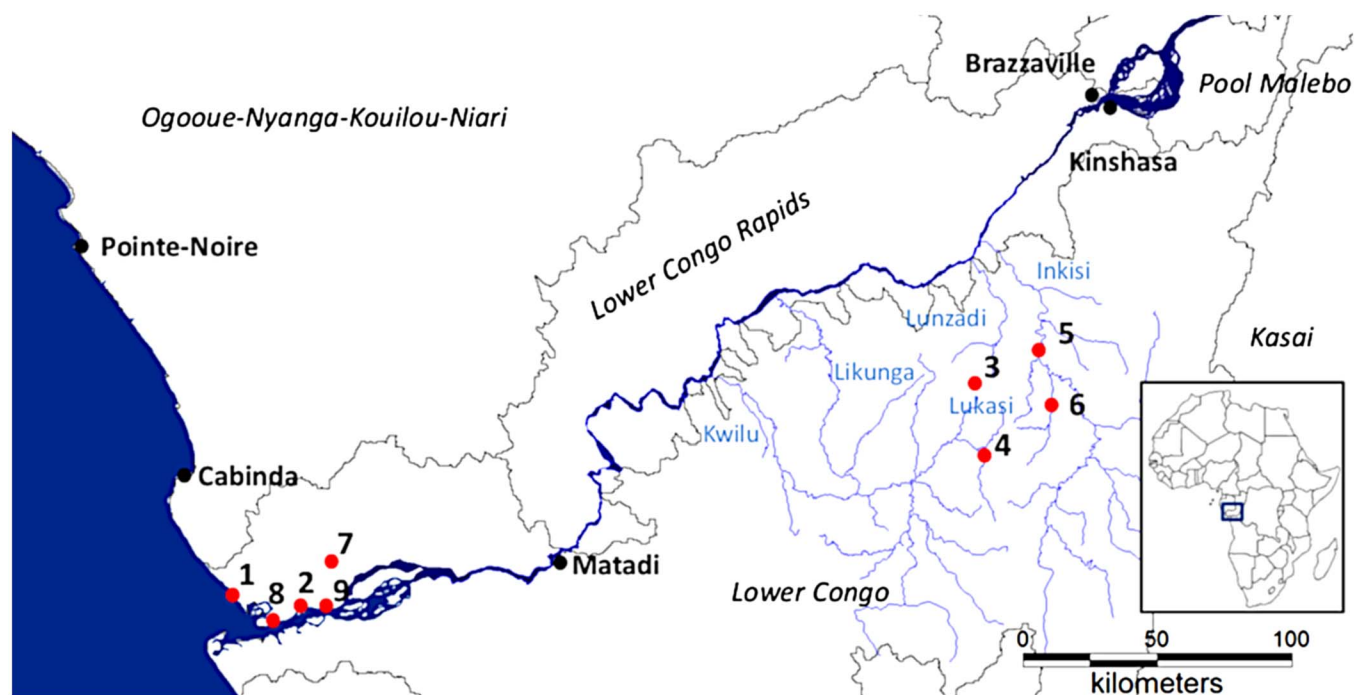 Brazzaville
Pool Malebo
Ogooue-Nyanga-Kouilou-Niari
Kinshasa
Pointe-Noire
Lower Congo Rapids
Inkisi
Lunzadi
5
Kasai
3
Likunga
Lukasi
6
Kwilu
4
Cabinda
7
Matadi
1
8
2
9
Lower Congo
0 50 100
kilometers